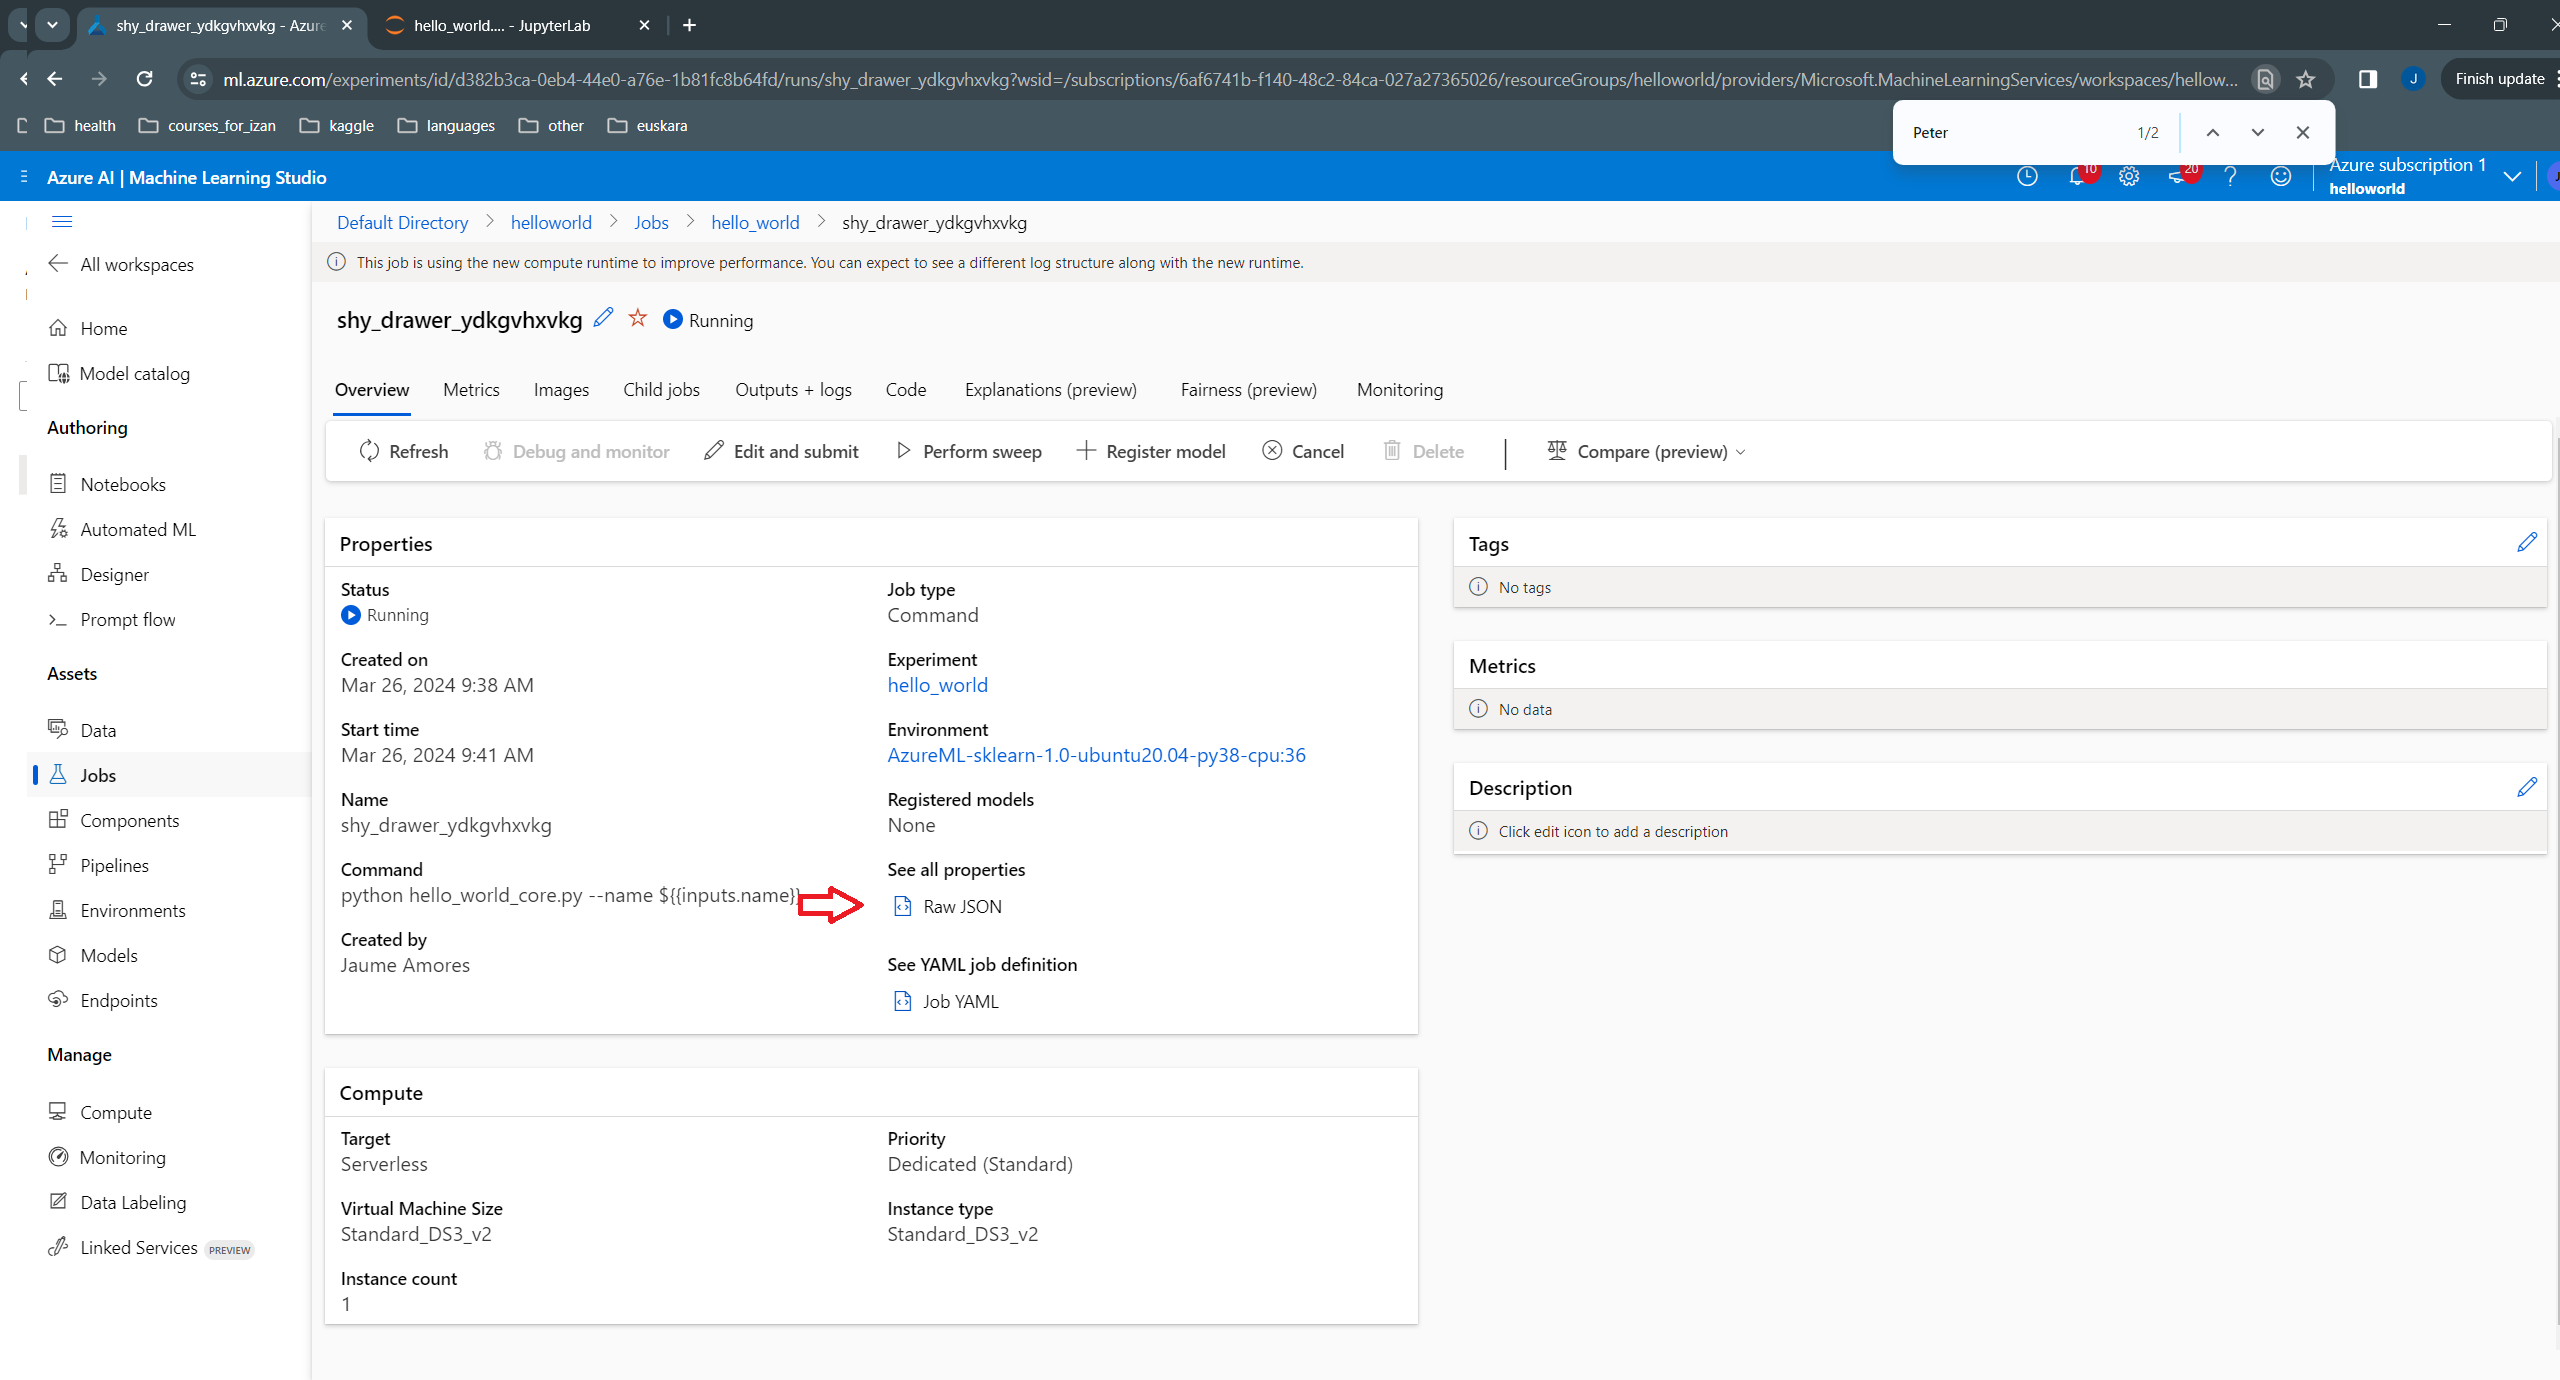 shy_drawer_ydkgvhxvkg - Azure
hello_world.... - JupyterLab
ml.azure.com/experiments/id/d382b3ca-0eb4-44e0-a76e-1b81fc8b64fd/runs/shy_drawer_ydkgvhxvkg?wsid=/subscriptions/6af6741b-f140-48c2-84ca-027a27365026/resourceGroups/helloworld/providers/Microsoft.MachineLearningServices/workspaces/hellow...
J
Finish update
health
courses_for_izan
kaggle
languages
other
euskara
Peter
1/2
Azure AI | Machine Learning Studio
10
20
Azure subscription 1
helloworld
Default Directory
helloworld
Jobs
hello_world
shy_drawer_ydkgvhxvkg
All workspaces
Home
Model catalog
Authoring
Notebooks
Automated ML
Designer
Prompt flow
Assets
Data
Jobs
Components
Pipelines
Environments
Models
Endpoints
Manage
Compute
Monitoring
Data Labeling
Linked Services PREVIEW
This job is using the new compute runtime to improve performance. You can expect to see a different log structure along with the new runtime.
shy_drawer_ydkgvhxvkg
Running
Overview
Metrics
Images
Child jobs
Outputs + logs
Code
Explanations (preview)
Fairness (preview)
Monitoring
Refresh
Debug and monitor
Edit and submit
Perform sweep
Register model
Cancel
Delete
Compare (preview)
Properties
Status
Running
Created on
Mar 26, 2024 9:38 AM
Start time
Mar 26, 2024 9:41 AM
Name
shy_drawer_ydkgvhxvkg
Command
python hello_world_core.py --name ${{inputs.name}}
Created by
Jaume Amores
Job type
Command
Experiment
hello_world
Environment
AzureML-sklearn-1.0-ubuntu20.04-py38-cpu:36
Registered models
None
See all properties
Raw JSON
See YAML job definition
Job YAML
Compute
Target
Serverless
Virtual Machine Size
Standard_DS3_v2
Instance count
1
Priority
Dedicated (Standard)
Instance type
Standard_DS3_v2
Tags
No tags
Metrics
No data
Description
Click edit icon to add a description